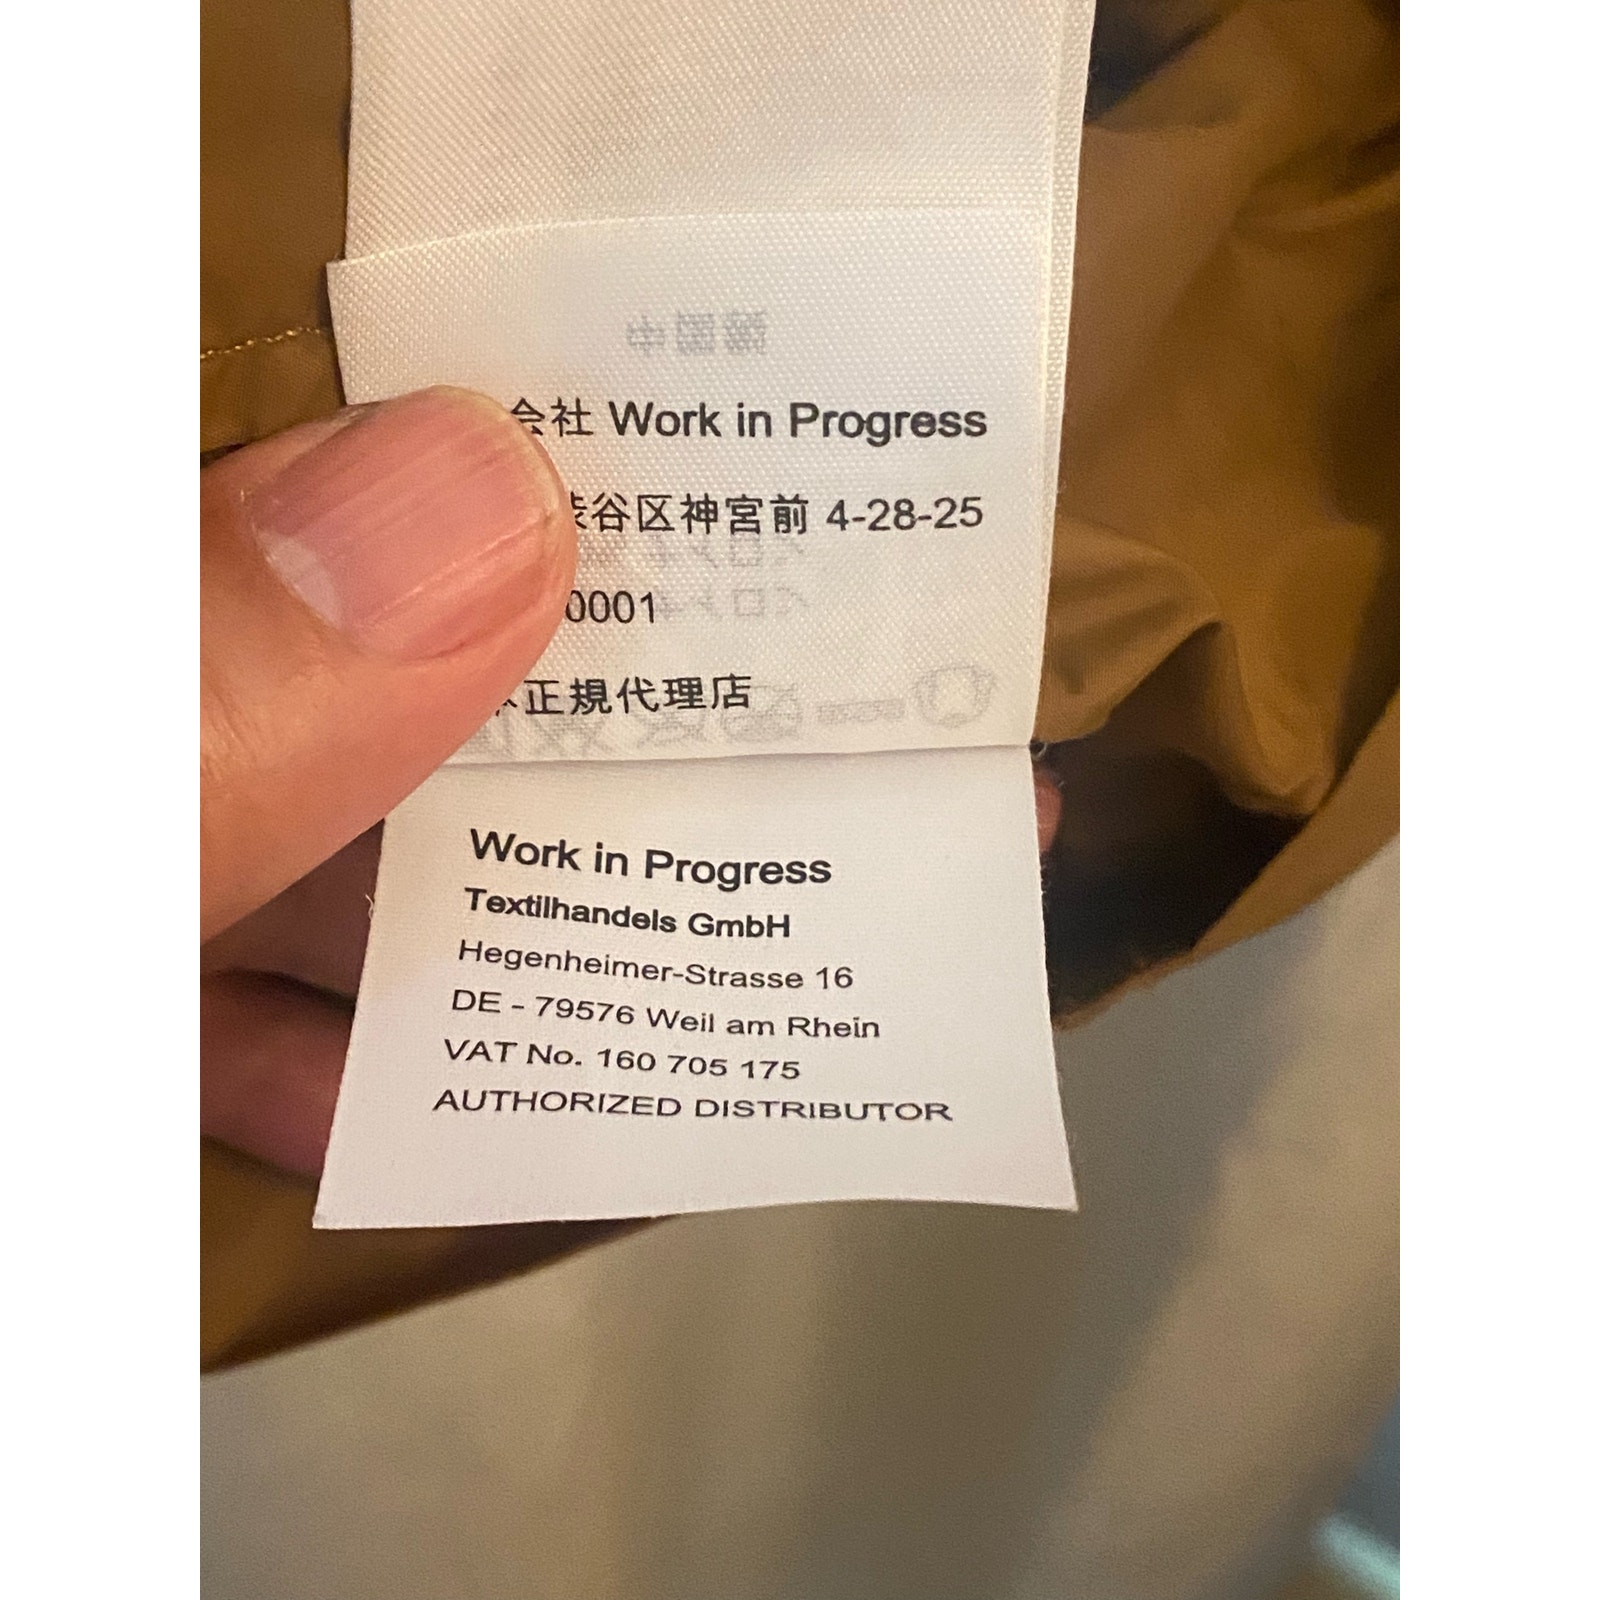 会社 Work in Progress
渋谷区神宮前 4-28-25
0001
正規代理店
Work in Progress
Textilhandels GmbH
Hegenheimer-Strasse 16
DE - 79576 Weil am Rhein
VAT No. 160 705 175
AUTHORIZED DISTRIBUTOR